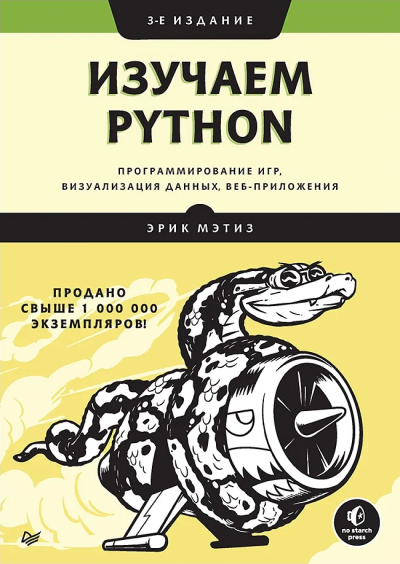 3-Е ИЗДАНИЕ
ИЗУЧАЕМ
PYTHON
ПРОГРАММИРОВАНИЕ ИГР,
ВИЗУАЛИЗАЦИЯ ДАННЫХ, ВЕБ-ПРИЛОЖЕНИЯ
ЭРИК МЭТИЗ
ПРОДАНО
СВЫШЕ 1 000 000
ЭКЗЕМПЛЯРОВ!
no starch
press